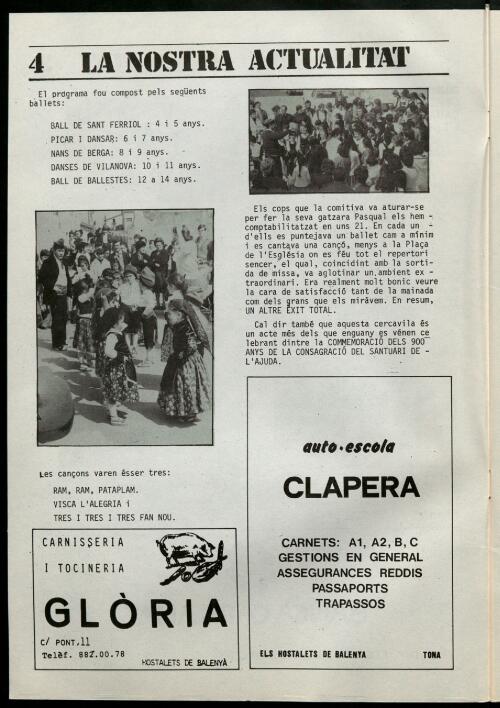 4 LA NOSTRA ACTUALITAT
El programa fou compost pels següents
ballets:
BALL DE SANT FERRIOL : 4 i 5 anys.
PICAR I DANSAR: 6 i 7 anys.
NANS DE BERGA: 8 i 9 anys.
DANSES DE VILANOVA: 10 i 11 anys.
BALL DE BALLESTES: 12 a 14 anys.
Les cançons varen ésser tres:
RAM, RAM, PATAPLAM.
VISCA L'ALEGRIA i
TRES I TRES I TRES FAN NOU.
Els cops que la comitiva va aturar-se
per fer la seva gatzara Pasqual els hem -
comptabilitzat en uns 21. En cada un -
d'ells es puntejava un ballet cam a mínim
i es cantava una cançó, menys a la Plaça
de l'Església on es féu tot el repertori
sencer, el qual, coincidint amb la sorti-
da de missa, va aglotinar un ambient ex -
traordinari. Era realment molt bonic veure
la cara de satisfacció tant de la mainada
com dels grans que els miràvem. En resum,
UN ALTRE ÈXIT TOTAL.
Cal dir també que aquesta cercavila és
un acte més dels que enguany es vénen ce
lebrant dintre la COMMEMORACIÓ DELS 900
ANYS DE LA CONSAGRACIÓ DEL SANTUARI DE -
L'AJUDA.
CARNISSERIA
I TOCINERIA
GLÒRIA
C/ PONT,11
Telèf. 882.00.78
HOSTALETS DE BALENYÀ
auto-escola
CLAPERA
CARNETS: A1, A2, B, C
GESTIONS EN GENERAL
ASSEGURANCES REDDIS
PASSAPORTS
TRAPASSOS
ELS HOSTALETS DE BALENYA TONA